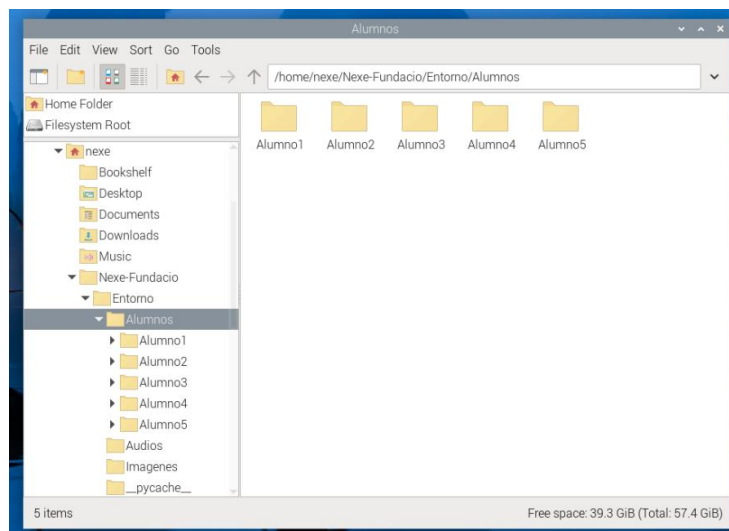 Alumnos
File Edit View Sort Go Tools
/home/nexe/Nexe-Fundacio/Entorno/Alumnos
Home Folder
Filesystem Root
nexe
Bookshelf
Desktop
Documents
Downloads
Music
Nexe-Fundacio
Entorno
Alumnos
Alumno1
Alumno2
Alumno3
Alumno4
Alumno5
Audios
Imagenes
__pycache__
Alumno1 Alumno2 Alumno3 Alumno4 Alumno5
5 items
Free space: 39.3 GiB (Total: 57.4 GiB)